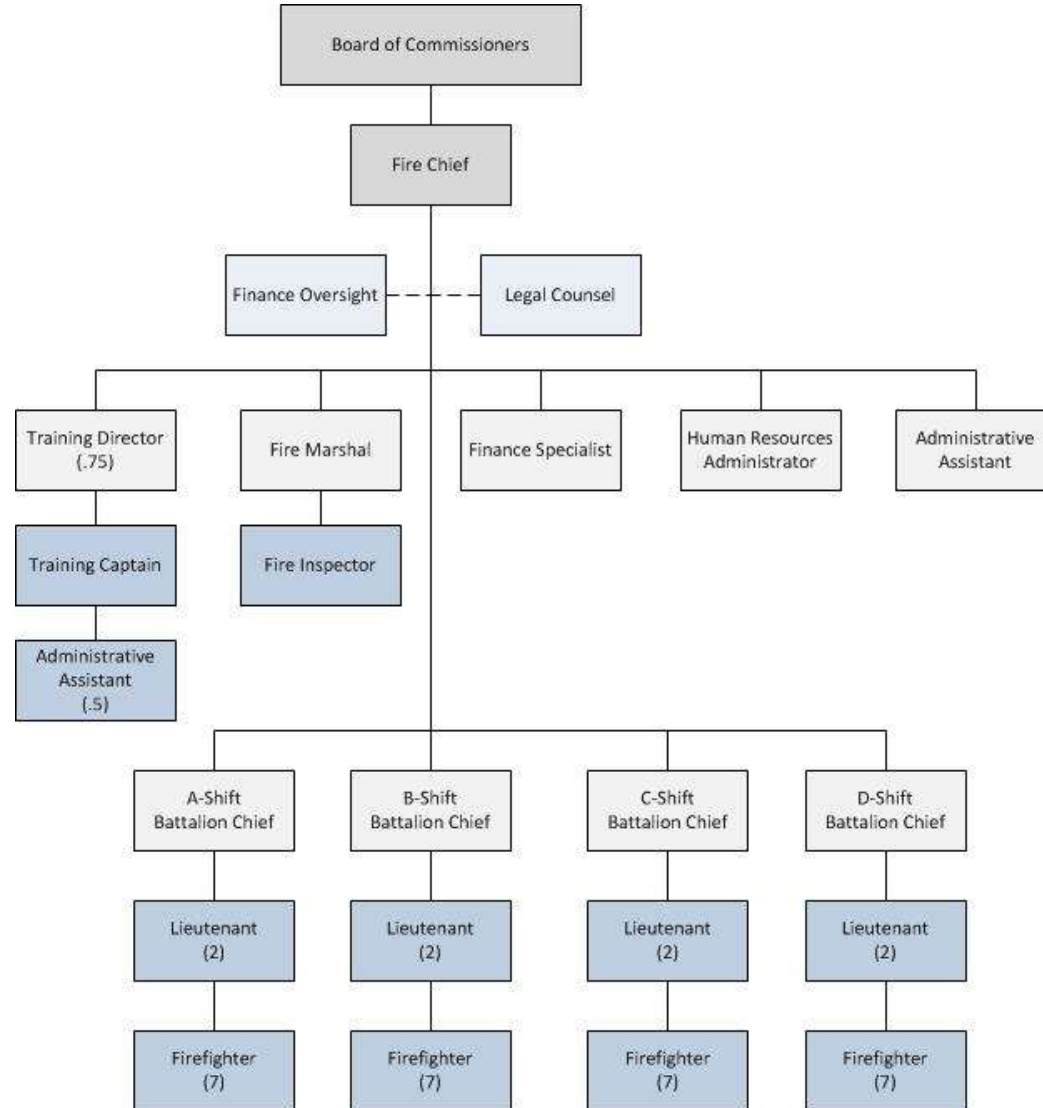 Board of Commissioners
Fire Chief
Finance Oversight
Legal Counsel
Training Director
(.75)
Fire Marshal
Finance Specialist
Human Resources
Administrator
Administrative
Assistant
Training Captain
Fire Inspector
Administrative
Assistant
(.5)
A-Shift
Battalion Chief
B-Shift
Battalion Chief
C-Shift
Battalion Chief
D-Shift
Battalion Chief
Lieutenant
(2)
Lieutenant
(2)
Lieutenant
(2)
Lieutenant
(2)
Firefighter
(7)
Firefighter
(7)
Firefighter
(7)
Firefighter
(7)